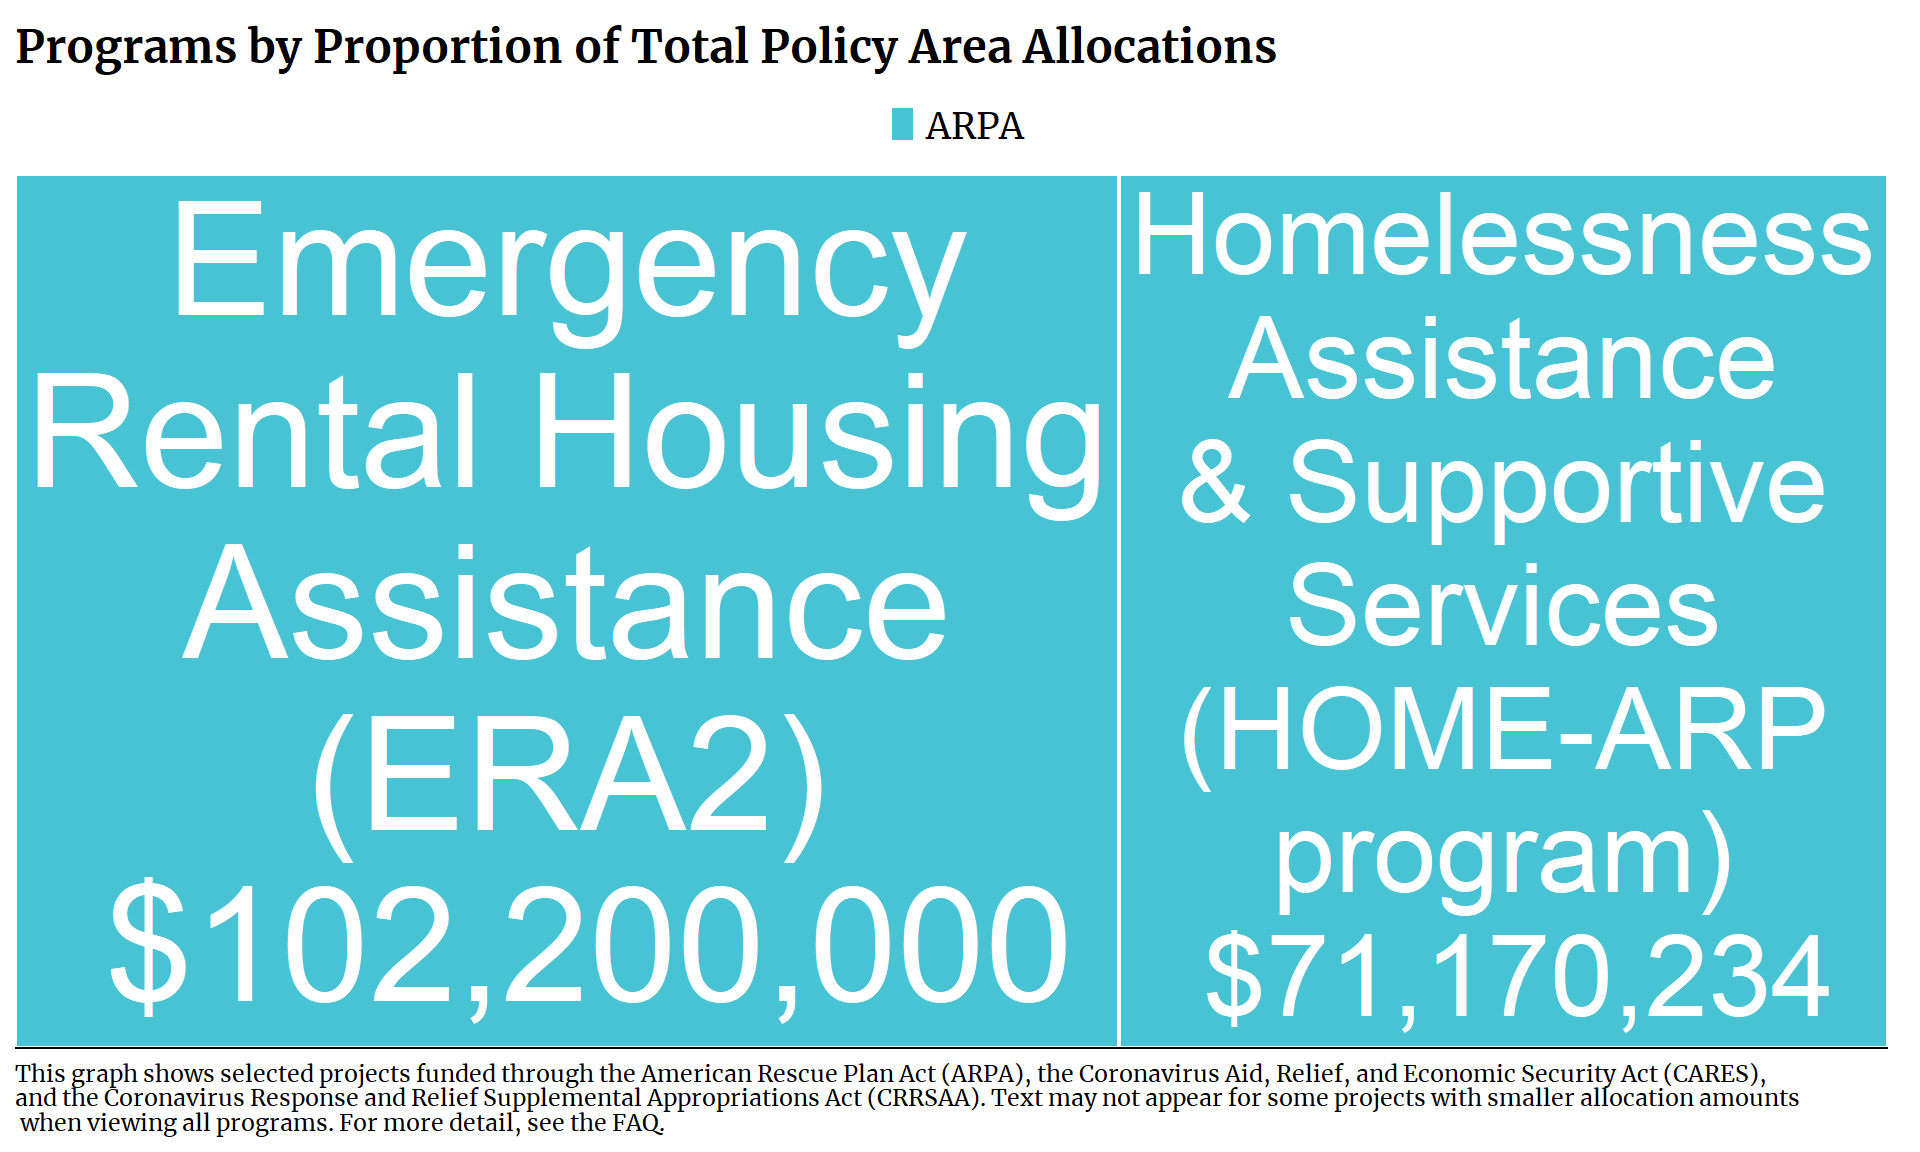 Programs by Proportion of Total Policy Area Allocations
ARPA
Emergency
Rental Housing
Assistance
(ERA2)
$102,200,000
Homelessness
Assistance
& Supportive
Services
(HOME-ARP
program)
$71,170,234
This graph shows selected projects funded through the American Rescue Plan Act (ARPA), the Coronavirus Aid, Relief, and Economic Security Act (CARES),
and the Coronavirus Response and Relief Supplemental Appropriations Act (CRRSAA). Text may not appear for some projects with smaller allocation amounts
when viewing all programs. For more detail, see the FAQ.